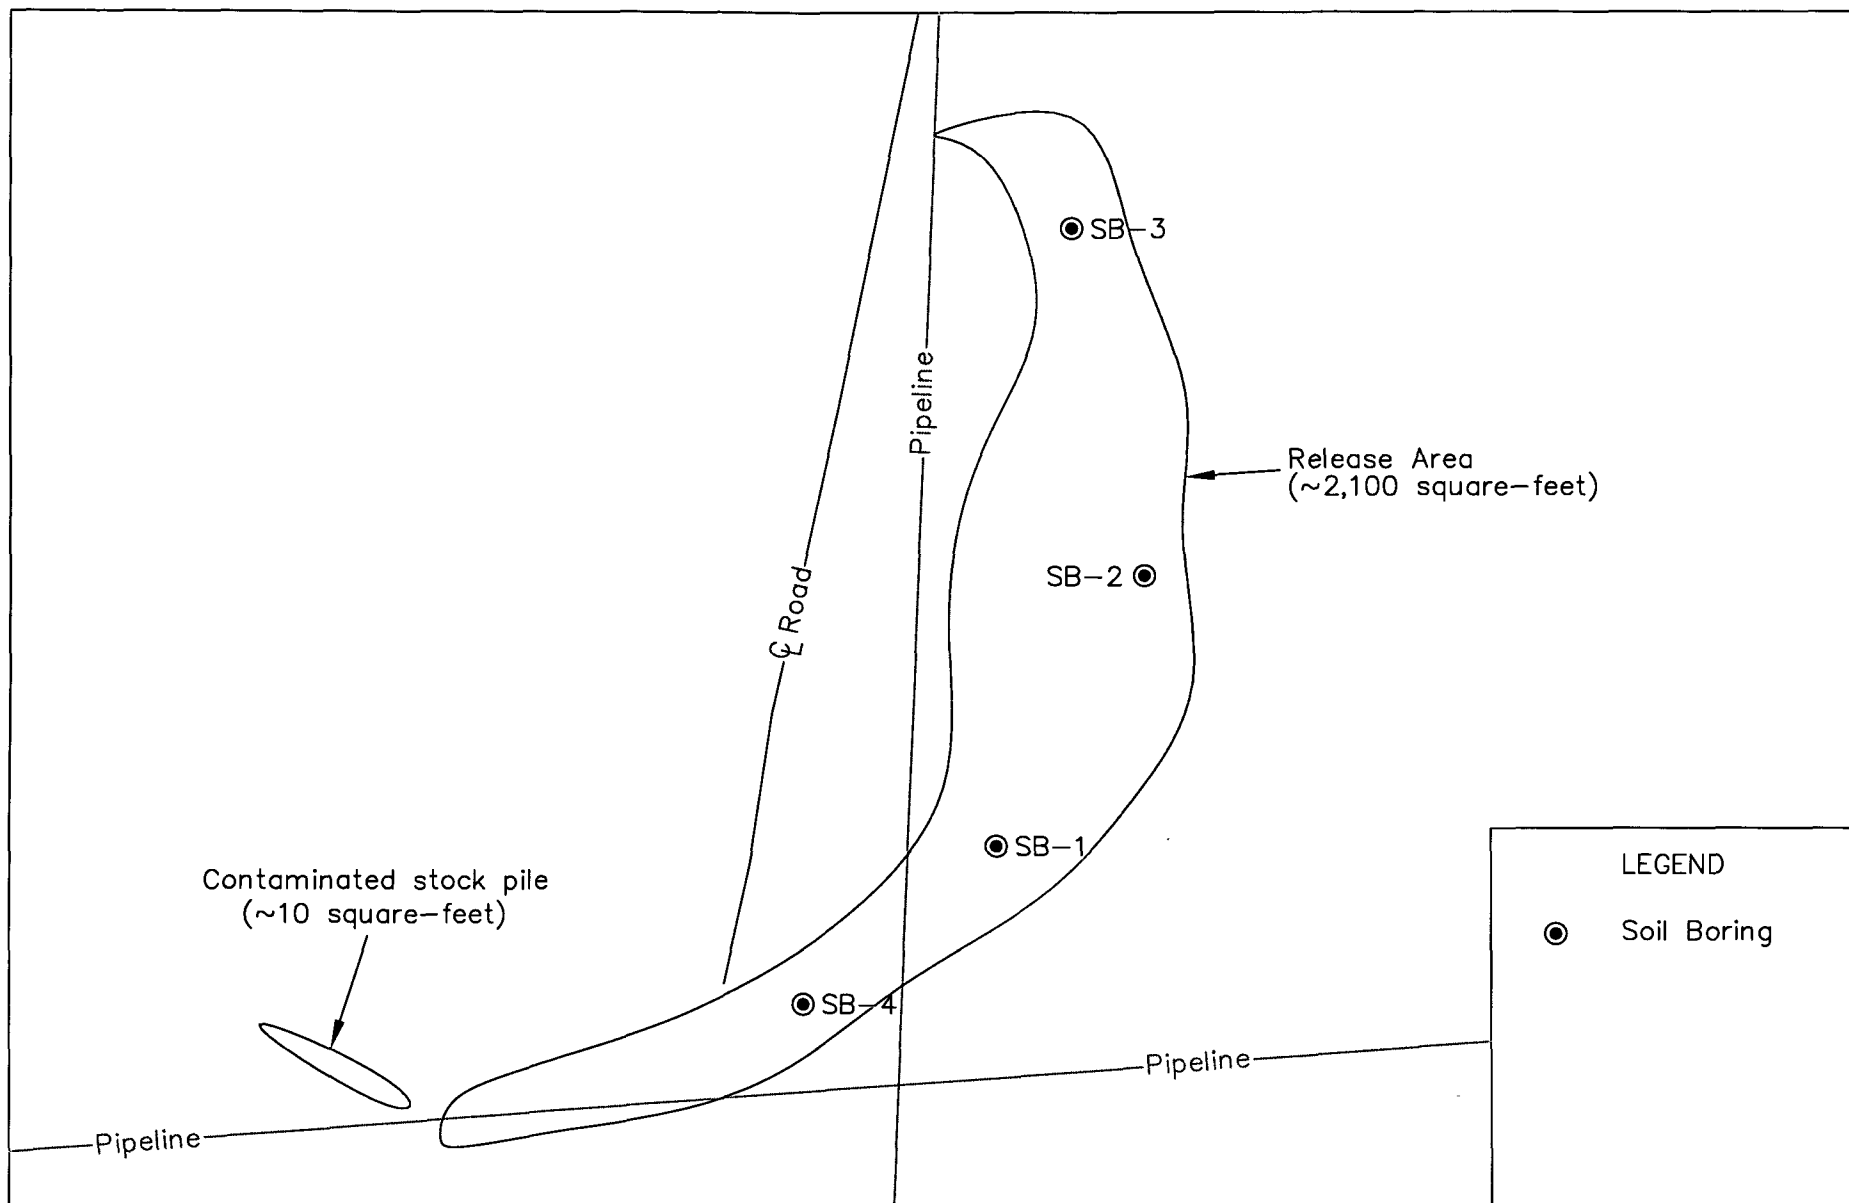 SB-3
Pipeline
Release Area
(~2,100 square-feet)
SB-2
℄ Road
SB-1
LEGEND
Contaminated stock pile
(~10 square-feet)
Soil Boring
SB-4
Pipeline
Pipeline